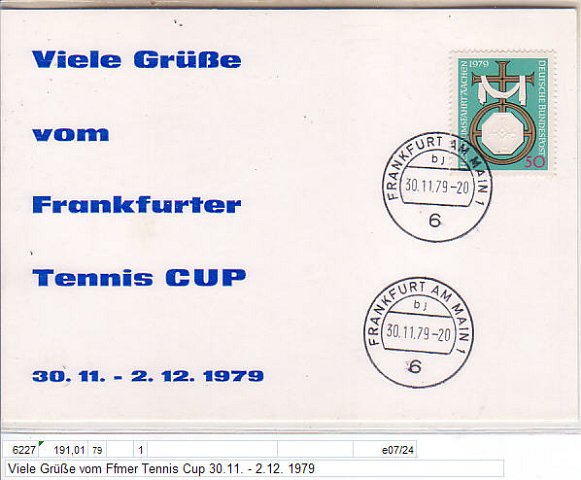 Viele Grüße
vom
Frankfurter
Tennis CUP
30. 11. - 2. 12. 1979
1979
DEUTSCHE BUNDESPOST
50
FRANKFURT AM MAIN 1
bj
30.11.79-20
6
FRANKFURT AM MAIN 1
bj
30.11.79-20
6
6227 191,01 79 1 e07/24
Viele Grüße vom Ffmer Tennis Cup 30.11. - 2.12. 1979